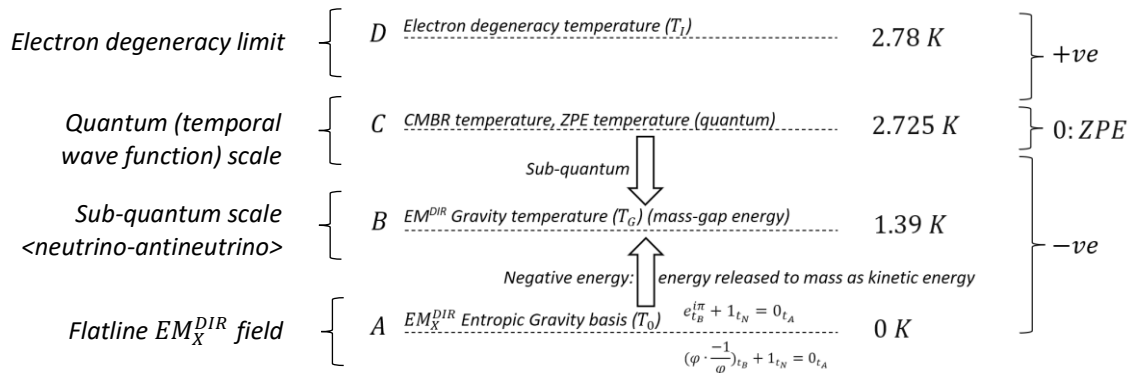 Electron degeneracy limit
D Electron degeneracy temperature (T_I) 2.78 K
+ve
Quantum (temporal
wave function) scale
C CMBR temperature, ZPE temperature (quantum) 2.725 K
0: ZPE
Sub-quantum
Sub-quantum scale
<neutrino-antineutrino>
B EM^DIR Gravity temperature (T_G) (mass-gap energy) 1.39 K
−ve
Negative energy: energy released to mass as kinetic energy
Flatline EM_X^DIR field
A EM_X^DIR Entropic Gravity basis (T_0) e_{t_B}^{iπ} + 1_{t_N} = 0_{t_A} 0 K
(φ · −1/φ)_{t_B} + 1_{t_N} = 0_{t_A}